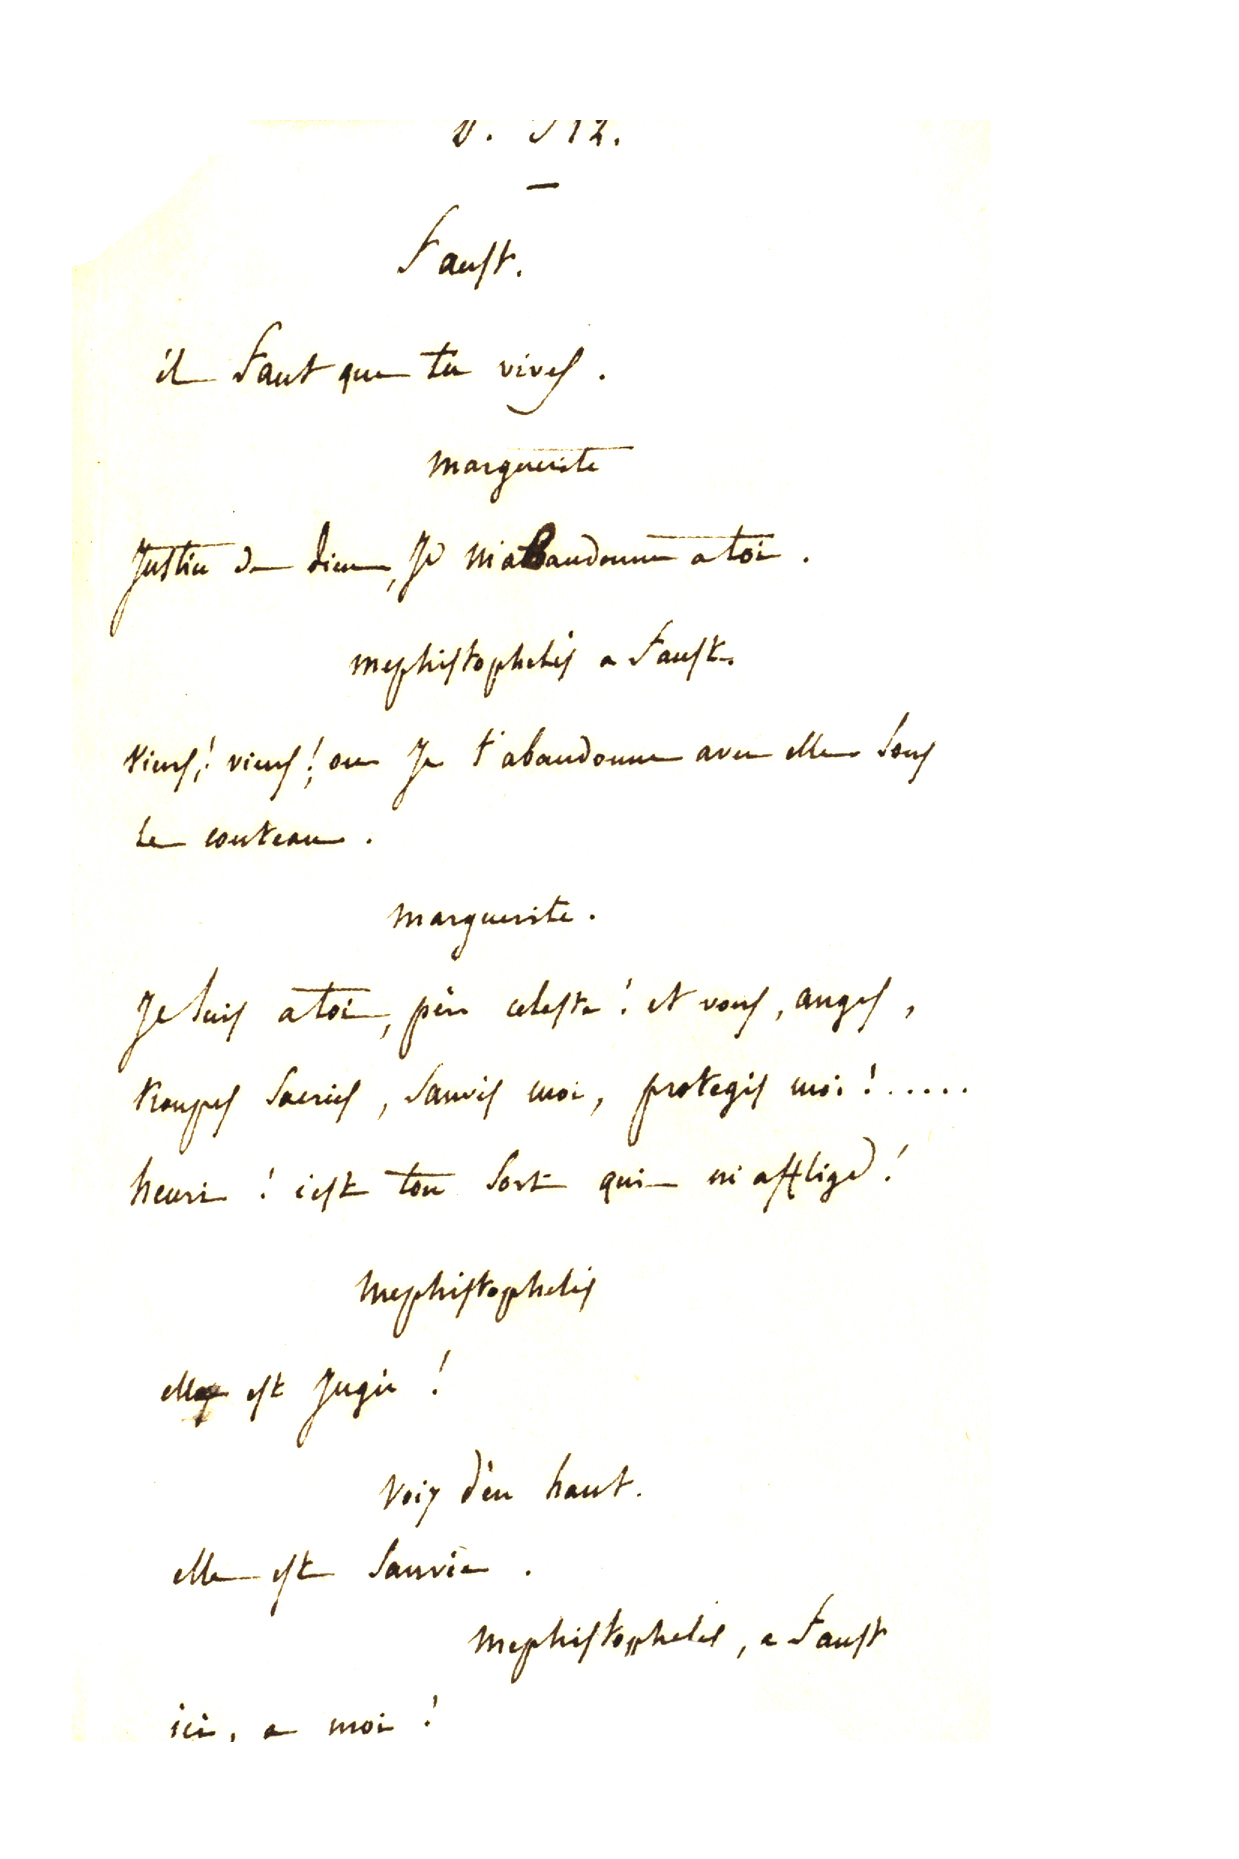 V. 512.
Faust.
il Faut que tu vives.
marguerite
Justice de dieu, Je m'abandonne a toi.
mephistophelès a Faust.
viens! viens! ou Je t'abandonne avec elle sous
le couteau.
marguerite.
Je suis a toi, père celeste! et vous, anges,
troupes sacrées, sauvés moi, protegés moi!.....
henri! c'est ton sort qui m'afflige!
mephistophelès
elle est Jugée!
Voix d'en haut.
elle est sauvée.
mephistopheles, a Faust
ici, a moi!